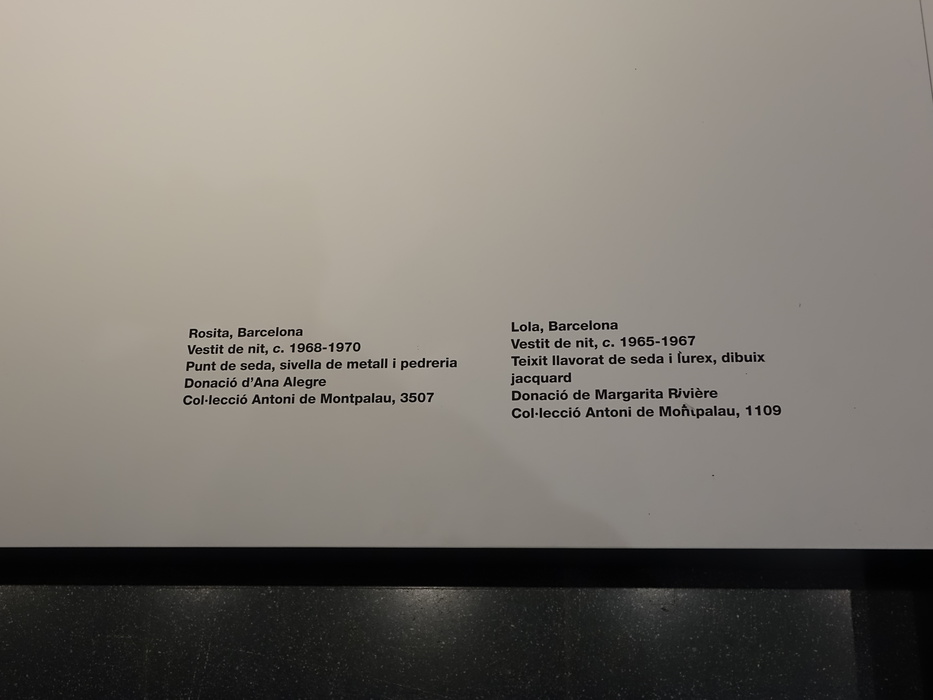 Rosita, Barcelona
Vestit de nit, c. 1968-1970
Punt de seda, sivella de metall i pedreria
Donació d'Ana Alegre
Col·lecció Antoni de Montpalau, 3507
Lola, Barcelona
Vestit de nit, c. 1965-1967
Teixit llavorat de seda i lurex, dibuix
jacquard
Donació de Margarita Rivière
Col·lecció Antoni de Montpalau, 1109